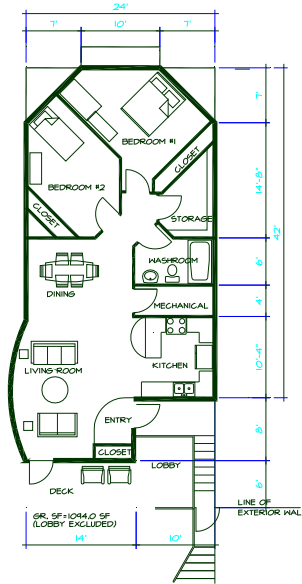 24'
7'
10'
7'
7'
BEDROOM #1
CLOSET
14'-8"
BEDROOM #2
CLOSET
STORAGE
42'
WASHROOM
6'
DINING
MECHANICAL
4'
LIVING ROOM
KITCHEN
10'-4"
ENTRY
CLOSET
8'
LOBBY
DECK
8'
LINE OF
EXTERIOR WAL
GR. SF=1094.0 SF
(LOBBY EXCLUDED)
14'
10'